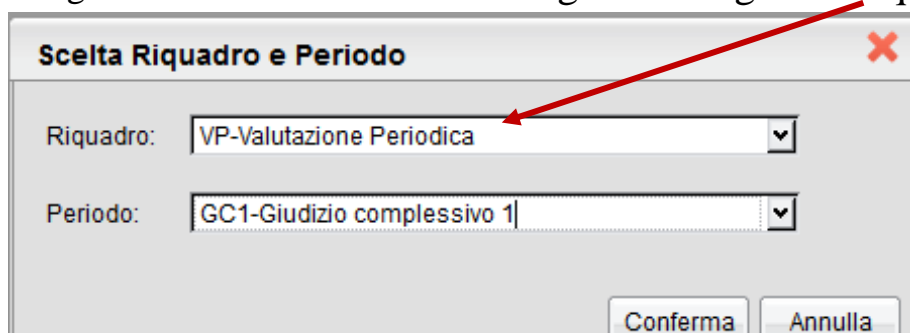 Scelta Riquadro e Periodo
Riquadro: VP-Valutazione Periodica
Periodo: GC1-Giudizio complessivo 1
Conferma Annulla